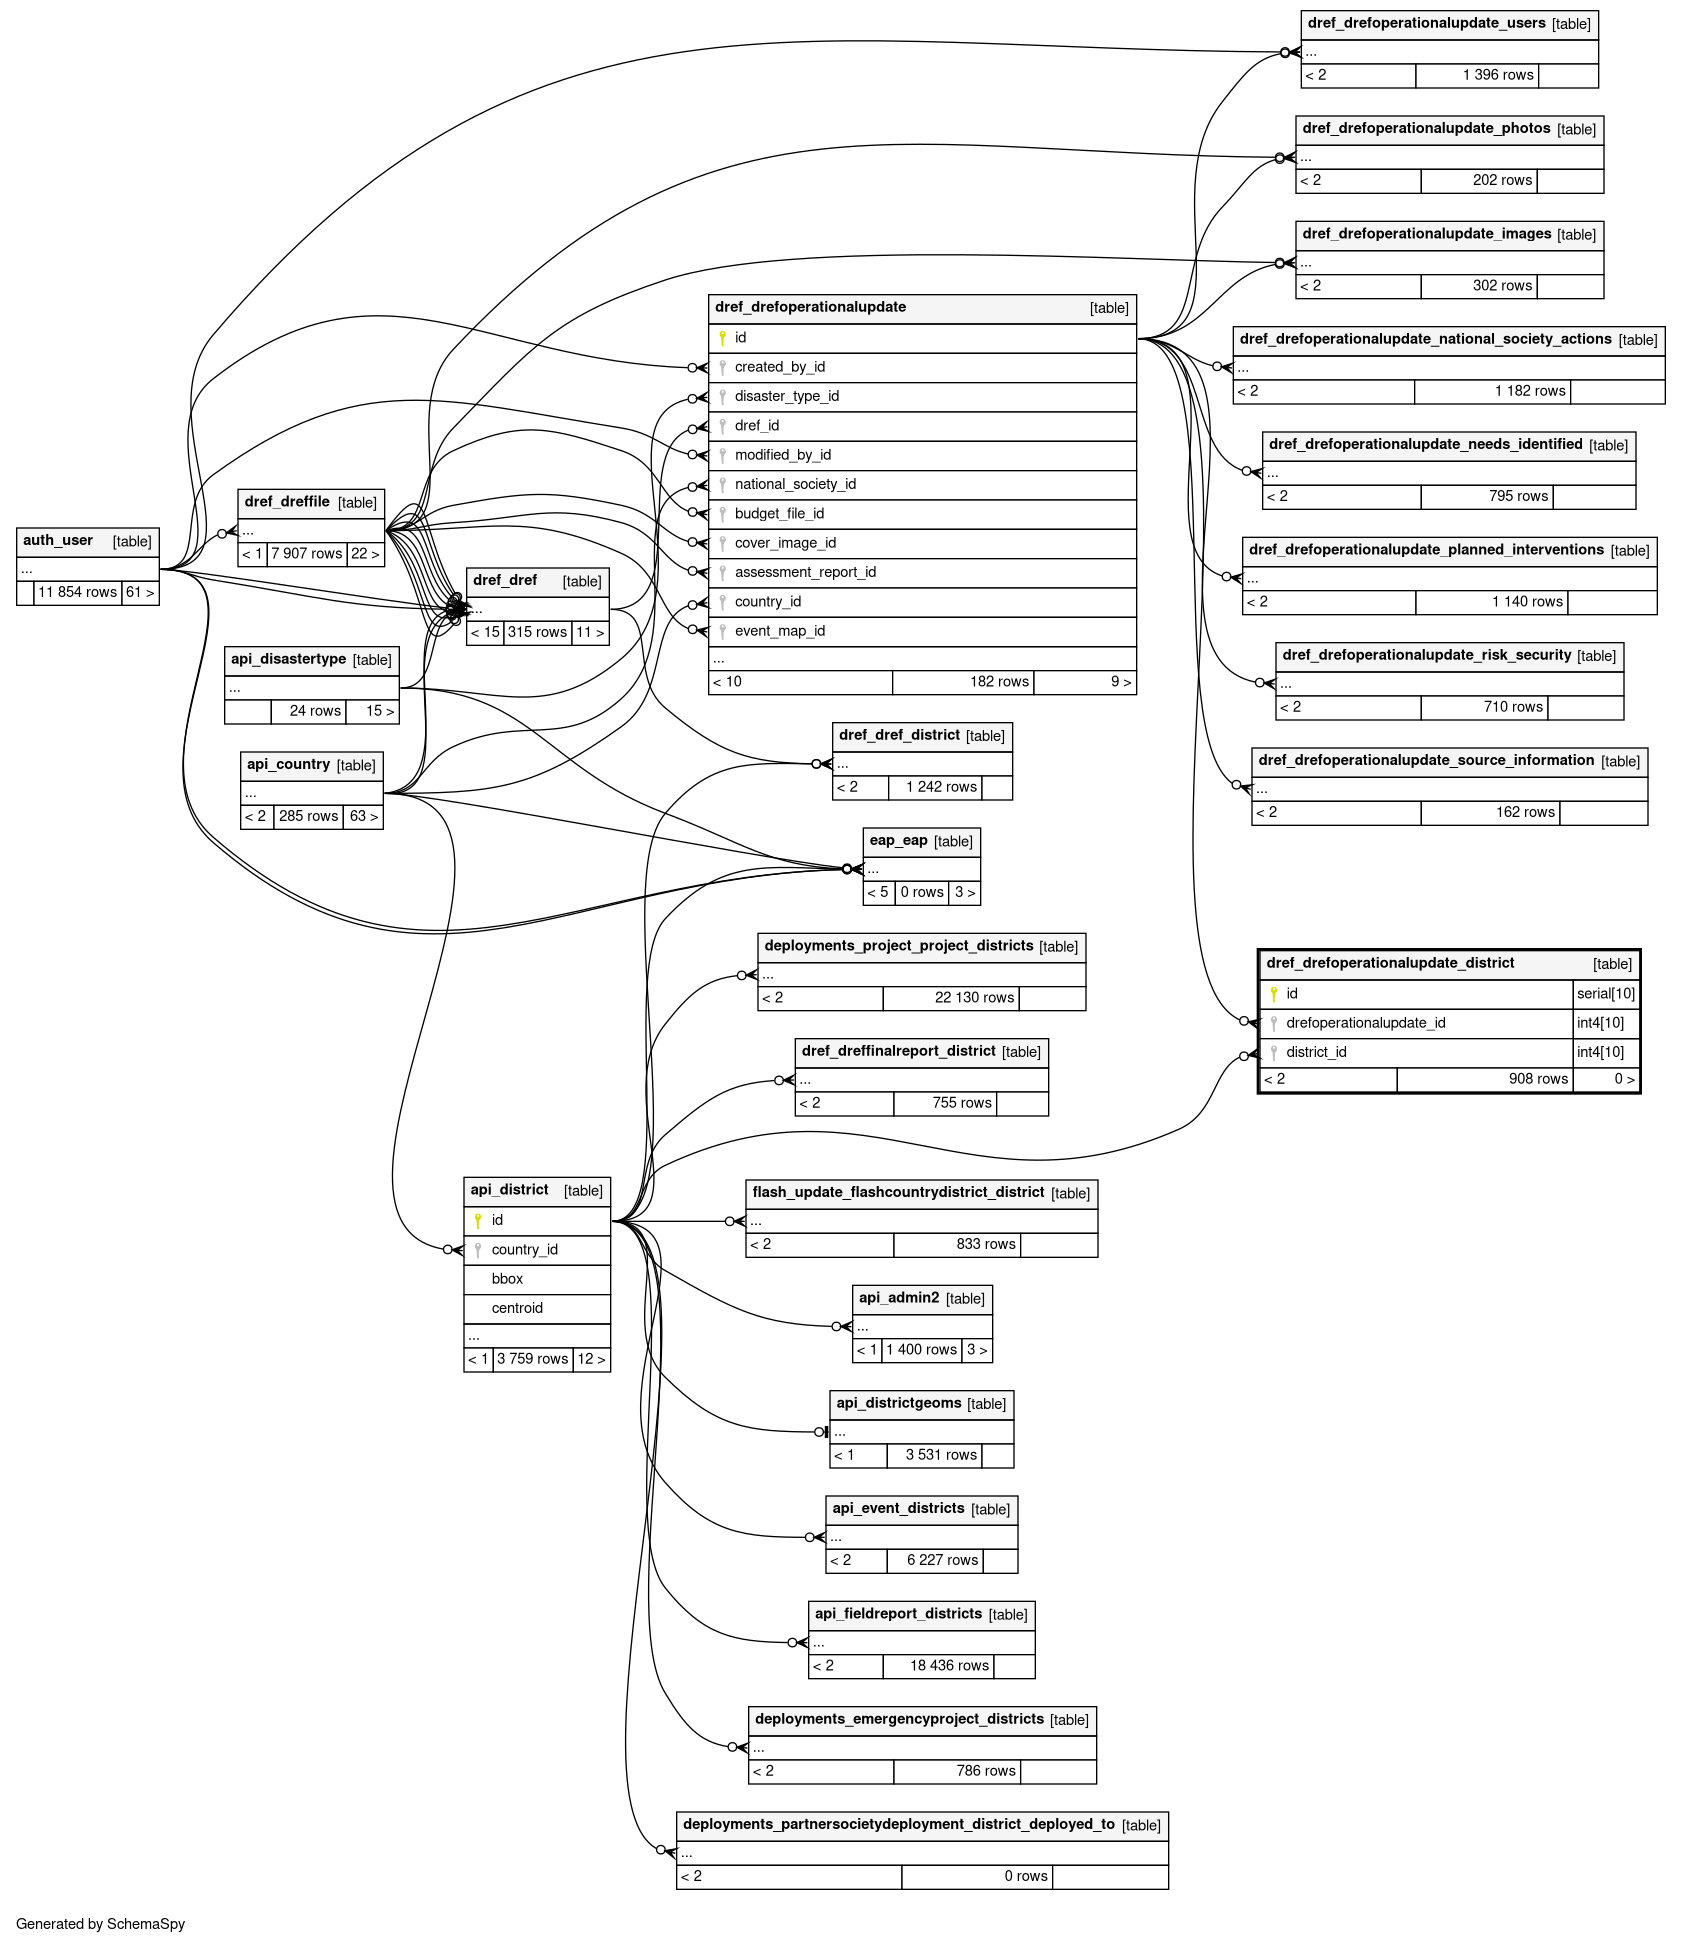 dref_drefoperationalupdate_users [table]
...
< 2 1 396 rows
dref_drefoperationalupdate_photos [table]
...
< 2 202 rows
dref_drefoperationalupdate_images [table]
...
< 2 302 rows
dref_drefoperationalupdate [table]
id
created_by_id
disaster_type_id
dref_id
modified_by_id
national_society_id
budget_file_id
cover_image_id
assessment_report_id
country_id
event_map_id
...
< 10 182 rows 9 >
dref_drefoperationalupdate_national_society_actions [table]
...
< 2 1 182 rows
dref_drefoperationalupdate_needs_identified [table]
...
< 2 795 rows
dref_drefoperationalupdate_planned_interventions [table]
...
< 2 1 140 rows
dref_drefoperationalupdate_risk_security [table]
...
< 2 710 rows
dref_drefoperationalupdate_source_information [table]
...
< 2 162 rows
dref_dreffile [table]
...
< 1 7 907 rows 22 >
auth_user [table]
...
11 854 rows 61 >
dref_dref [table]
...
< 15 315 rows 11 >
api_disastertype [table]
...
24 rows 15 >
api_country [table]
...
< 2 285 rows 63 >
dref_dref_district [table]
...
< 2 1 242 rows
eap_eap [table]
...
< 5 0 rows 3 >
deployments_project_project_districts [table]
...
< 2 22 130 rows
dref_drefoperationalupdate_district [table]
id serial[10]
drefoperationalupdate_id int4[10]
district_id int4[10]
< 2 908 rows 0 >
dref_dreffinalreport_district [table]
...
< 2 755 rows
api_district [table]
id
country_id
bbox
centroid
...
< 1 3 759 rows 12 >
flash_update_flashcountrydistrict_district [table]
...
< 2 833 rows
api_admin2 [table]
...
< 1 1 400 rows 3 >
api_districtgeoms [table]
...
< 1 3 531 rows
api_event_districts [table]
...
< 2 6 227 rows
api_fieldreport_districts [table]
...
< 2 18 436 rows
deployments_emergencyproject_districts [table]
...
< 2 786 rows
deployments_partnersocietydeployment_district_deployed_to [table]
...
< 2 0 rows
Generated by SchemaSpy